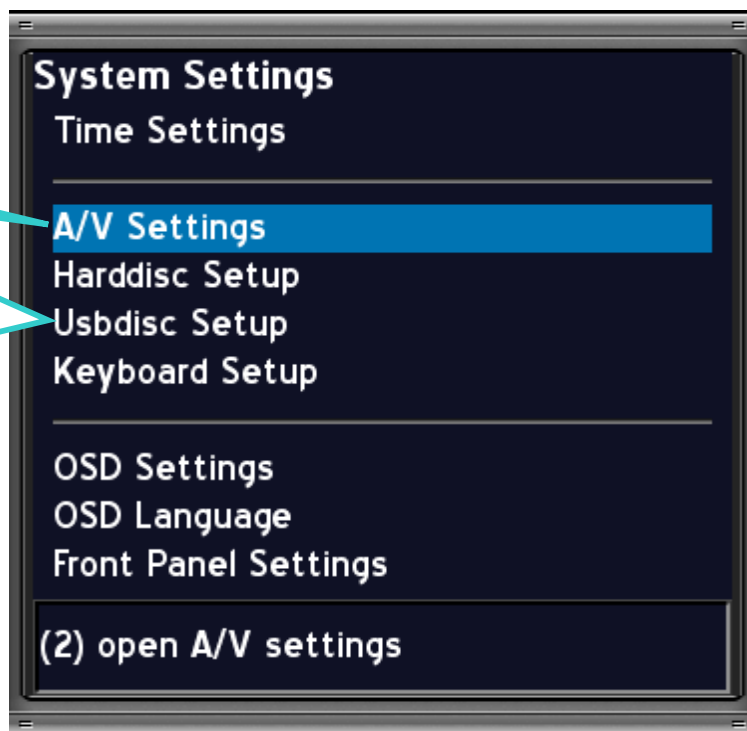 System Settings
Time Settings
A/V Settings
Harddisc Setup
Usbdisc Setup
Keyboard Setup
OSD Settings
OSD Language
Front Panel Settings
(2) open A/V settings